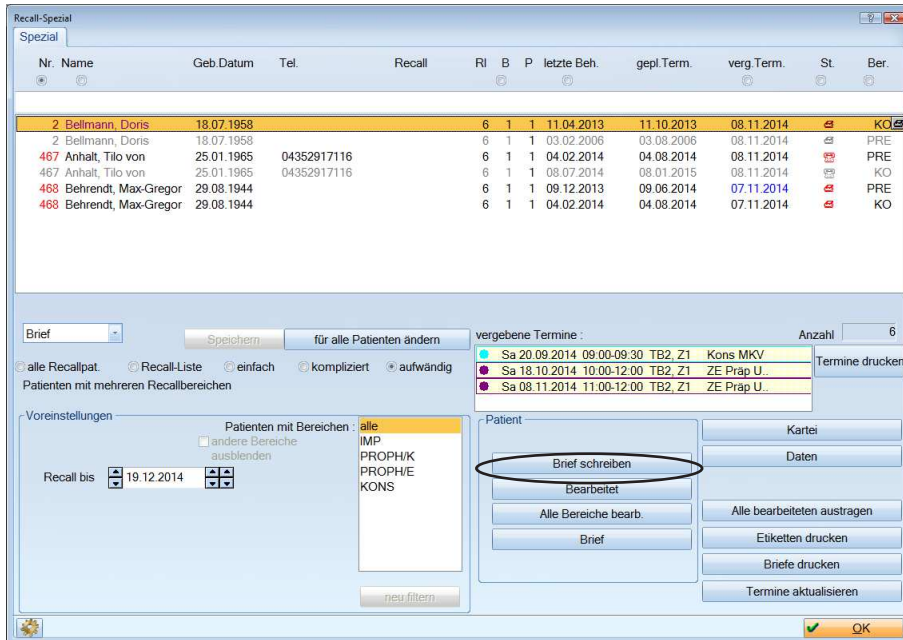 Recall-Spezial
Spezial
Nr. Name Geb.Datum Tel. Recall RI B P letzte Beh. gepl.Term. verg.Term. St. Ber.
2 Bellmann, Doris 18.07.1958 6 1 1 11.04.2013 11.10.2013 08.11.2014 KO
2 Bellmann, Doris 18.07.1958 6 1 1 03.02.2006 03.08.2006 08.11.2014 PRE
467 Anhalt, Tilo von 25.01.1965 04352917116 6 1 1 04.02.2014 04.08.2014 08.11.2014 PRE
467 Anhalt, Tilo von 25.01.1965 04352917116 6 1 1 08.07.2014 08.01.2015 08.11.2014 KO
468 Behrendt, Max-Gregor 29.08.1944 6 1 1 09.12.2013 09.06.2014 07.11.2014 PRE
468 Behrendt, Max-Gregor 29.08.1944 6 1 1 04.02.2014 04.08.2014 07.11.2014 KO
Brief Speichern für alle Patienten ändern
alle Recallpat. Recall-Liste einfach kompliziert aufwändig
Patienten mit mehreren Recallbereichen
vergebene Termine : Anzahl 6
Sa 20.09.2014 09:00-09:30 TB2, Z1 Kons MKV
Sa 18.10.2014 10:00-12:00 TB2, Z1 ZE Präp U..
Sa 08.11.2014 11:00-12:00 TB2, Z1 ZE Präp U..
Termine drucken
Voreinstellungen
Patienten mit Bereichen :
andere Bereiche
ausblenden
alle
IMP
PROPH/K
PROPH/E
KONS
Recall bis 19.12.2014
neu filtern
Patient
Brief schreiben
Bearbeitet
Alle Bereiche bearb.
Brief
Kartei
Daten
Alle bearbeiteten austragen
Etiketten drucken
Briefe drucken
Termine aktualisieren
OK